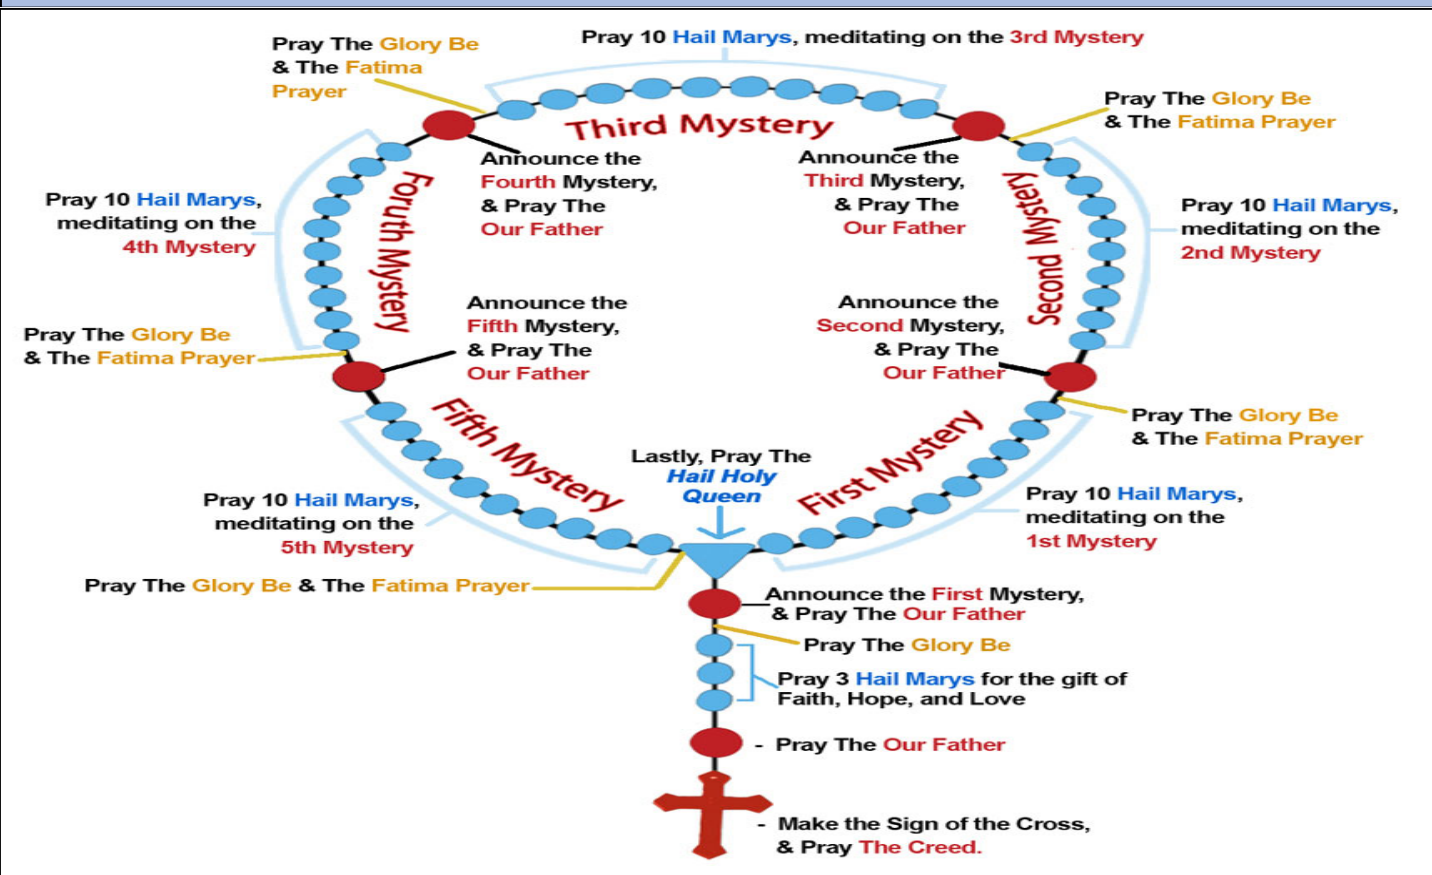 Pray 10 Hail Marys, meditating on the 3rd Mystery
Pray The Glory Be
& The Fatima
Prayer
Pray The Glory Be
& The Fatima Prayer
Third Mystery
Announce the
Fourth Mystery,
& Pray The
Our Father
Announce the
Third Mystery,
& Pray The
Our Father
Pray 10 Hail Marys,
meditating on the
4th Mystery
Foruth Mystery
Second Mystery
Pray 10 Hail Marys,
meditating on the
2nd Mystery
Pray The Glory Be
& The Fatima Prayer
Announce the
Fifth Mystery,
& Pray The
Our Father
Announce the
Second Mystery,
& Pray The
Our Father
Pray The Glory Be
& The Fatima Prayer
Fifth Mystery
First Mystery
Lastly, Pray The
Hail Holy
Queen
Pray 10 Hail Marys,
meditating on the
5th Mystery
Pray 10 Hail Marys,
meditating on the
1st Mystery
Pray The Glory Be & The Fatima Prayer
Announce the First Mystery,
& Pray The Our Father
Pray The Glory Be
Pray 3 Hail Marys for the gift of
Faith, Hope, and Love
- Pray The Our Father
- Make the Sign of the Cross,
& Pray The Creed.